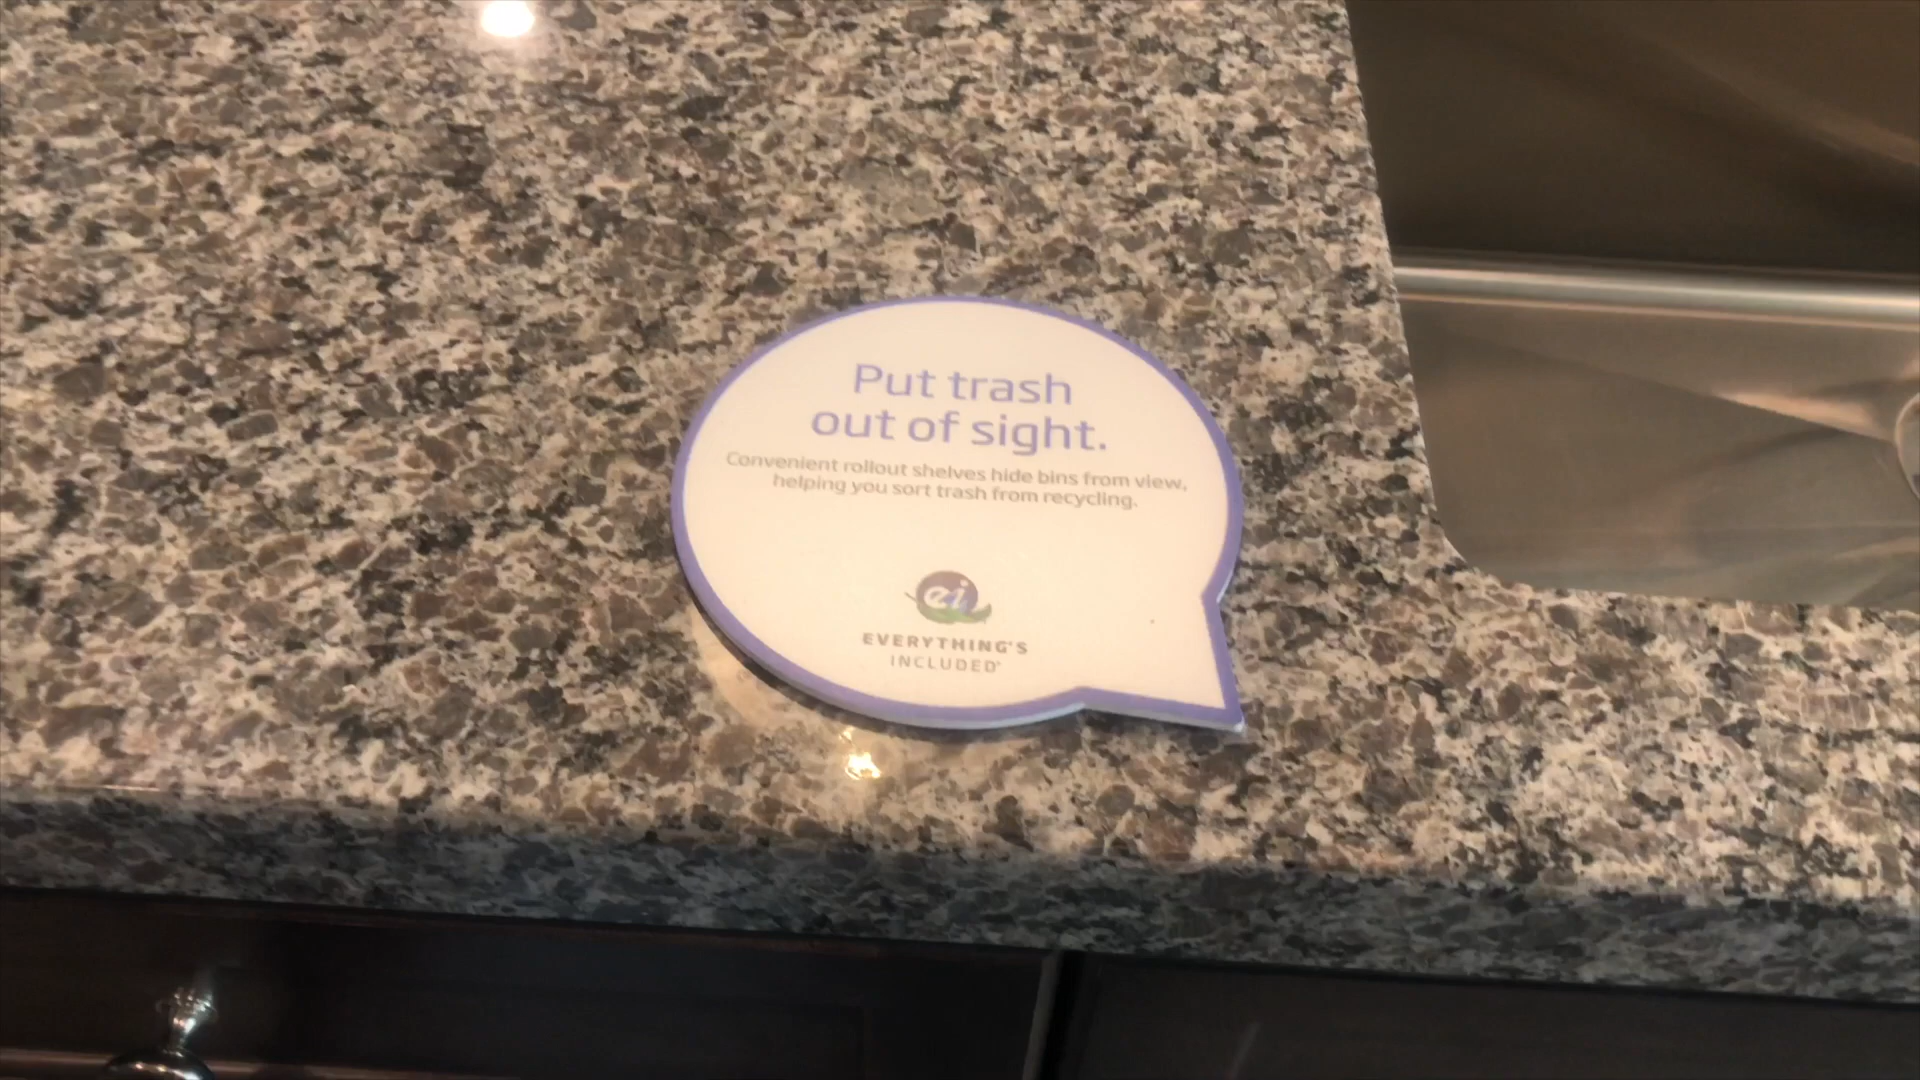 Put trash
out of sight.
Convenient rollout shelves hide bins from view,
helping you sort trash from recycling.
ei
EVERYTHING'S
INCLUDED®